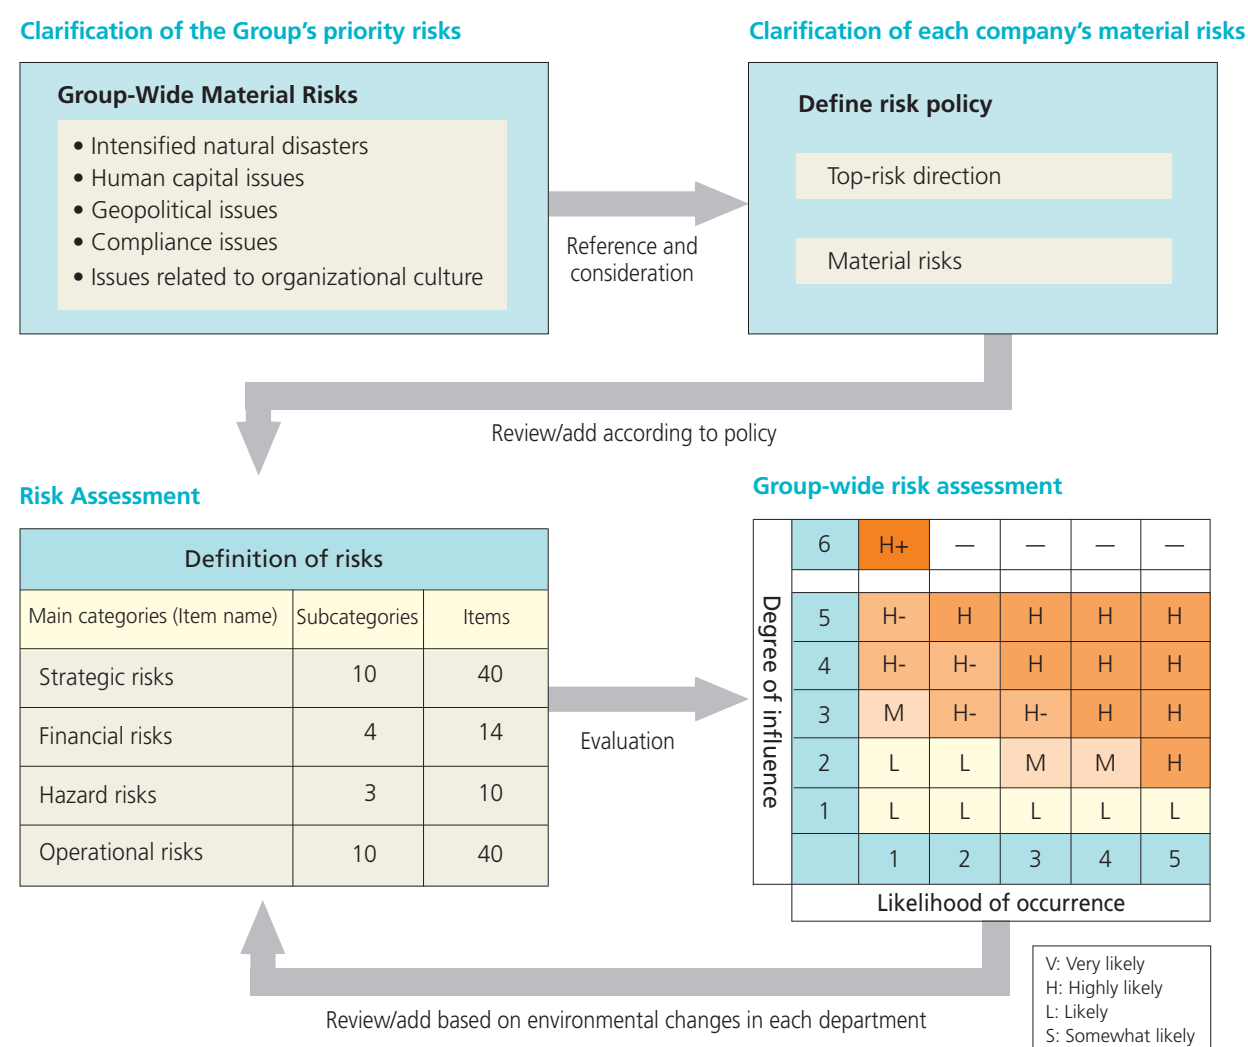 Clarification of the Group's priority risks
Clarification of each company's material risks
Group-Wide Material Risks
• Intensified natural disasters
• Human capital issues
• Geopolitical issues
• Compliance issues
• Issues related to organizational culture
Reference and
consideration
Define risk policy
Top-risk direction
Material risks
Review/add according to policy
Risk Assessment
Definition of risks
Main categories (Item name) Subcategories Items
Strategic risks 10 40
Financial risks 4 14
Hazard risks 3 10
Operational risks 10 40
Evaluation
Group-wide risk assessment
Degree of influence
6 H+ — — — —
5 H- H H H H
4 H- H- H H H
3 M H- H- H H
2 L L M M H
1 L L L L L
1 2 3 4 5
Likelihood of occurrence
Review/add based on environmental changes in each department
V: Very likely
H: Highly likely
L: Likely
S: Somewhat likely